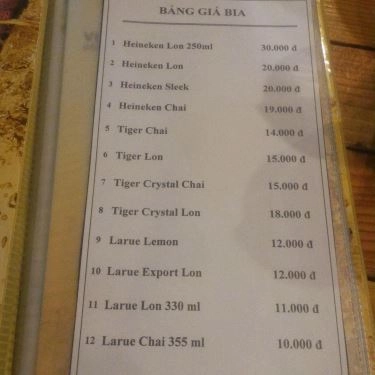 BẢNG GIÁ BIA
1 Heineken Lon 250ml 30.000 đ
2 Heineken Lon 20.000 đ
3 Heineken Sleek 20.000 đ
4 Heineken Chai 19.000 đ
5 Tiger Chai 14.000 đ
6 Tiger Lon 15.000 đ
7 Tiger Crystal Chai 15.000 đ
8 Tiger Crystal Lon 18.000 đ
9 Larue Lemon 12.000 đ
10 Larue Export Lon 12.000 đ
11 Larue Lon 330 ml 11.000 đ
12 Larue Chai 355 ml 10.000 đ